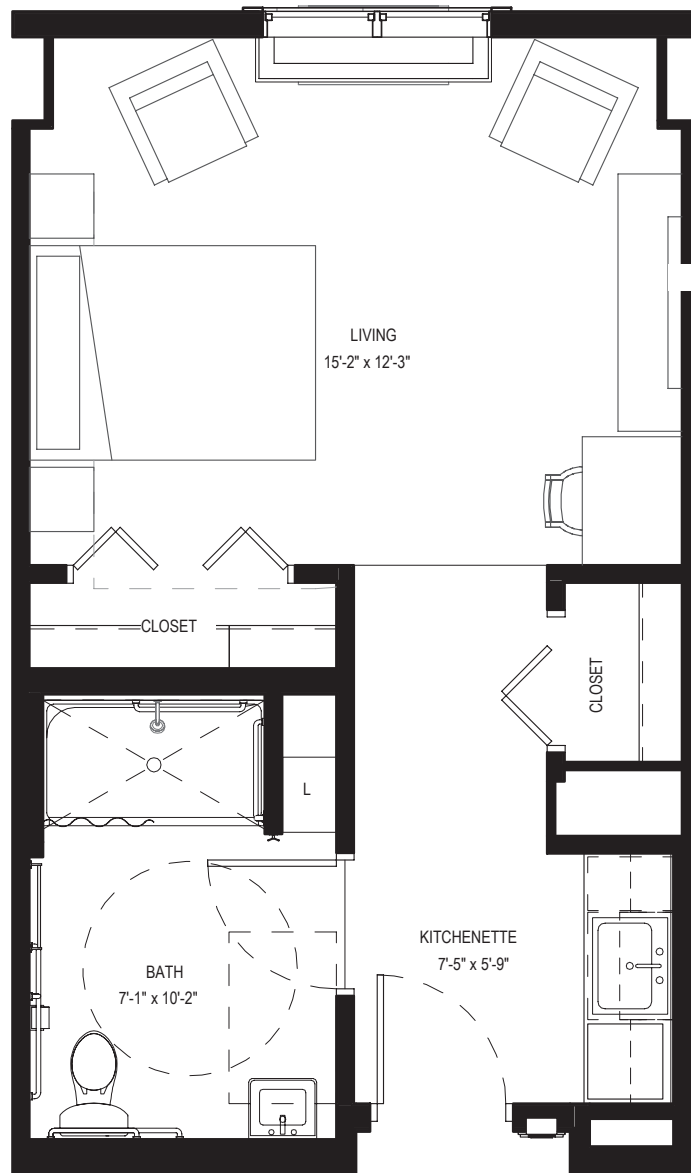 LIVING
15'-2" x 12'-3"
CLOSET
CLOSET
L
KITCHENETTE
7'-5" x 5'-9"
BATH
7'-1" x 10'-2"